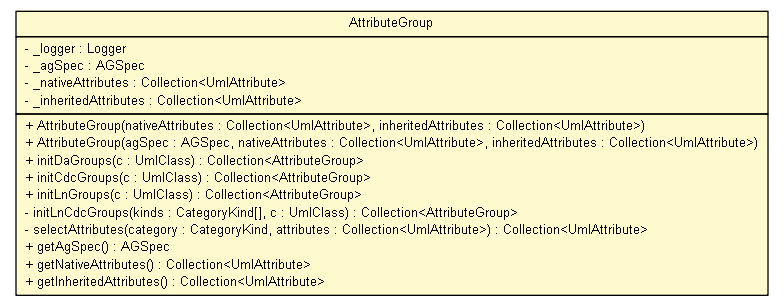 AttributeGroup
- _logger : Logger
- _agSpec : AGSpec
- _nativeAttributes : Collection<UmlAttribute>
- _inheritedAttributes : Collection<UmlAttribute>
+ AttributeGroup(nativeAttributes : Collection<UmlAttribute>, inheritedAttributes : Collection<UmlAttribute>)
+ AttributeGroup(agSpec : AGSpec, nativeAttributes : Collection<UmlAttribute>, inheritedAttributes : Collection<UmlAttribute>)
+ initDaGroups(c : UmlClass) : Collection<AttributeGroup>
+ initCdcGroups(c : UmlClass) : Collection<AttributeGroup>
+ initLnGroups(c : UmlClass) : Collection<AttributeGroup>
- initLnCdcGroups(kinds : CategoryKind[], c : UmlClass) : Collection<AttributeGroup>
- selectAttributes(category : CategoryKind, attributes : Collection<UmlAttribute>) : Collection<UmlAttribute>
+ getAgSpec() : AGSpec
+ getNativeAttributes() : Collection<UmlAttribute>
+ getInheritedAttributes() : Collection<UmlAttribute>